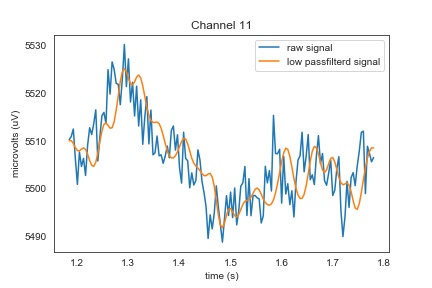 Channel 11
raw signal
low passfilterd signal
microvolts (uV)
5530
5520
5510
5500
5490
1.2 1.3 1.4 1.5 1.6 1.7 1.8
time (s)